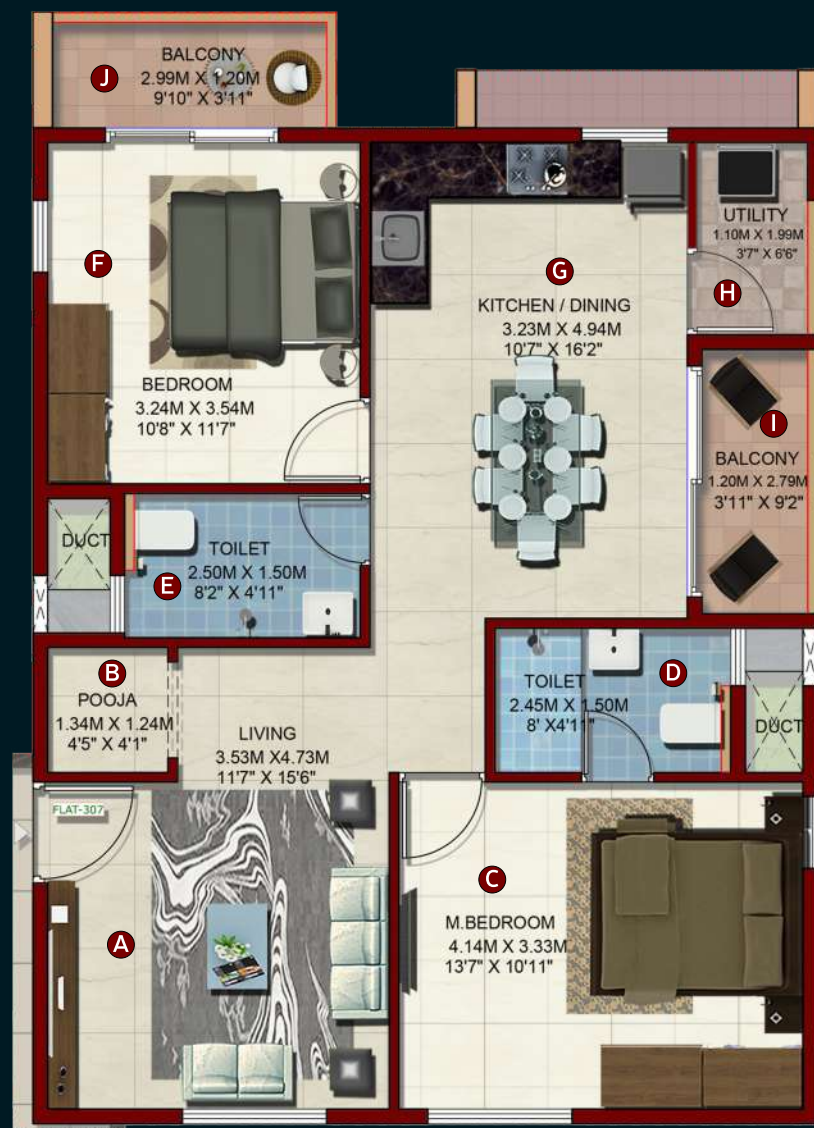 J
BALCONY
2.99M X 1.20M
9'10" X 3'11"
F
BEDROOM
3.24M X 3.54M
10'8" X 11'7"
G
KITCHEN / DINING
3.23M X 4.94M
10'7" X 16'2"
UTILITY
1.10M X 1.99M
3'7" X 6'6"
H
I
BALCONY
1.20M X 2.79M
3'11" X 9'2"
DUCT
TOILET
2.50M X 1.50M
8'2" X 4'11"
E
B
POOJA
1.34M X 1.24M
4'5" X 4'1"
LIVING
3.53M X4.73M
11'7" X 15'6"
D
TOILET
2.45M X 1.50M
8' X4'11"
DUCT
FLAT-307
A
C
M.BEDROOM
4.14M X 3.33M
13'7" X 10'11"